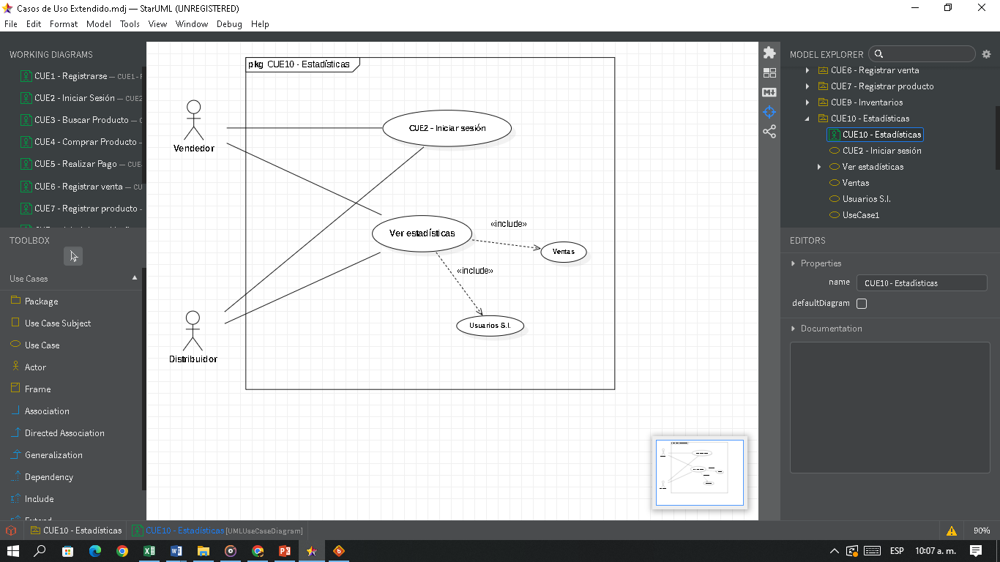 Casos de Uso Extendido.mdj — StarUML (UNREGISTERED)
File Edit Format Model Tools View Window Debug Help
WORKING DIAGRAMS
CUE1 - Registrarse — CUE1- R
CUE2 - Iniciar Sesión — CUE2
CUE3 - Buscar Producto — C
CUE4 - Comprar Producto -
CUE5 - Realizar Pago — CUE
CUE6 - Registrar venta — CU
CUE7 - Registrar producto -
TOOLBOX
Use Cases
Package
Use Case Subject
Use Case
Actor
Frame
Association
Directed Association
Generalization
Dependency
Include
Extend
pkg CUE10 - Estadísticas
Vendedor
CUE2 - Iniciar sesión
Ver estadísticas
«include»
Ventas
«include»
Usuarios S.I.
Distribuidor
MODEL EXPLORER
CUE6 - Registrar venta
CUE7 - Registrar producto
CUE9 - Inventarios
CUE10 - Estadísticas
CUE10 - Estadísticas
CUE2 - Iniciar sesión
Ver estadísticas
Ventas
Usuarios S.I.
UseCase1
EDITORS
Properties
name CUE10 - Estadísticas
defaultDiagram
Documentation
CUE10 - Estadísticas
CUE10 - Estadísticas [UMLUseCaseDiagram]
90%
ESP 10:07 a. m.